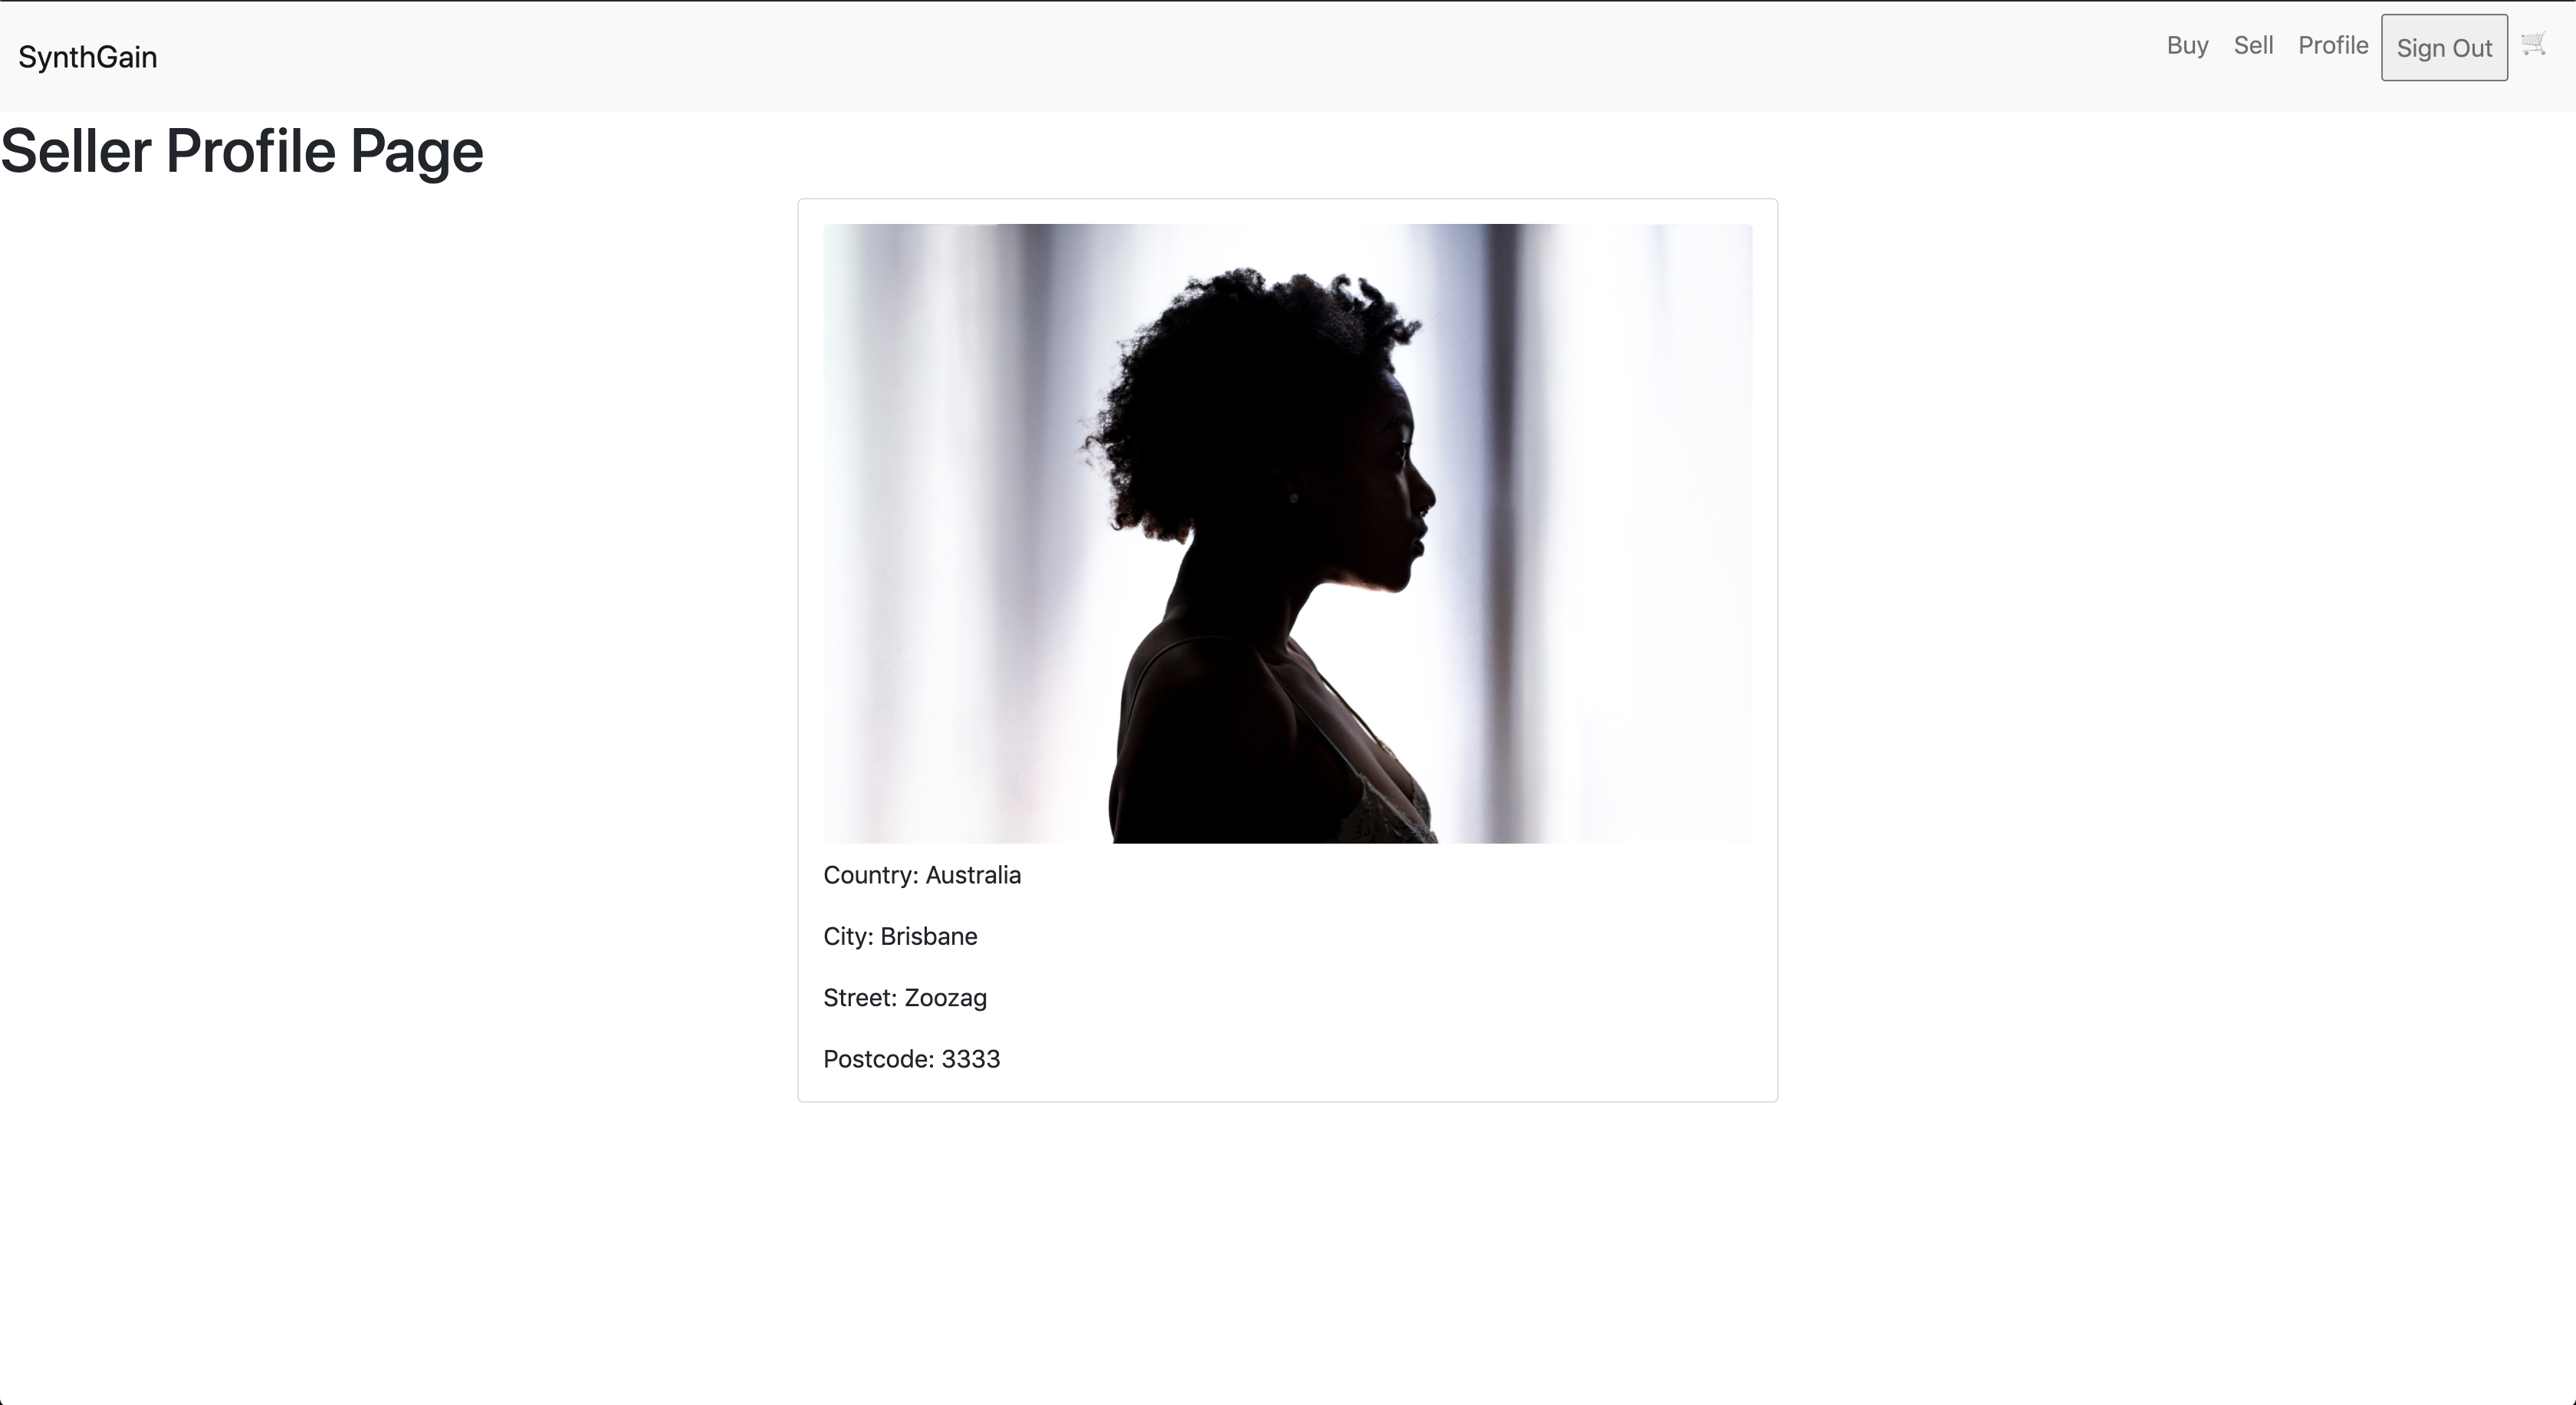 SynthGain
Buy Sell Profile Sign Out
Seller Profile Page
Country: Australia
City: Brisbane
Street: Zoozag
Postcode: 3333